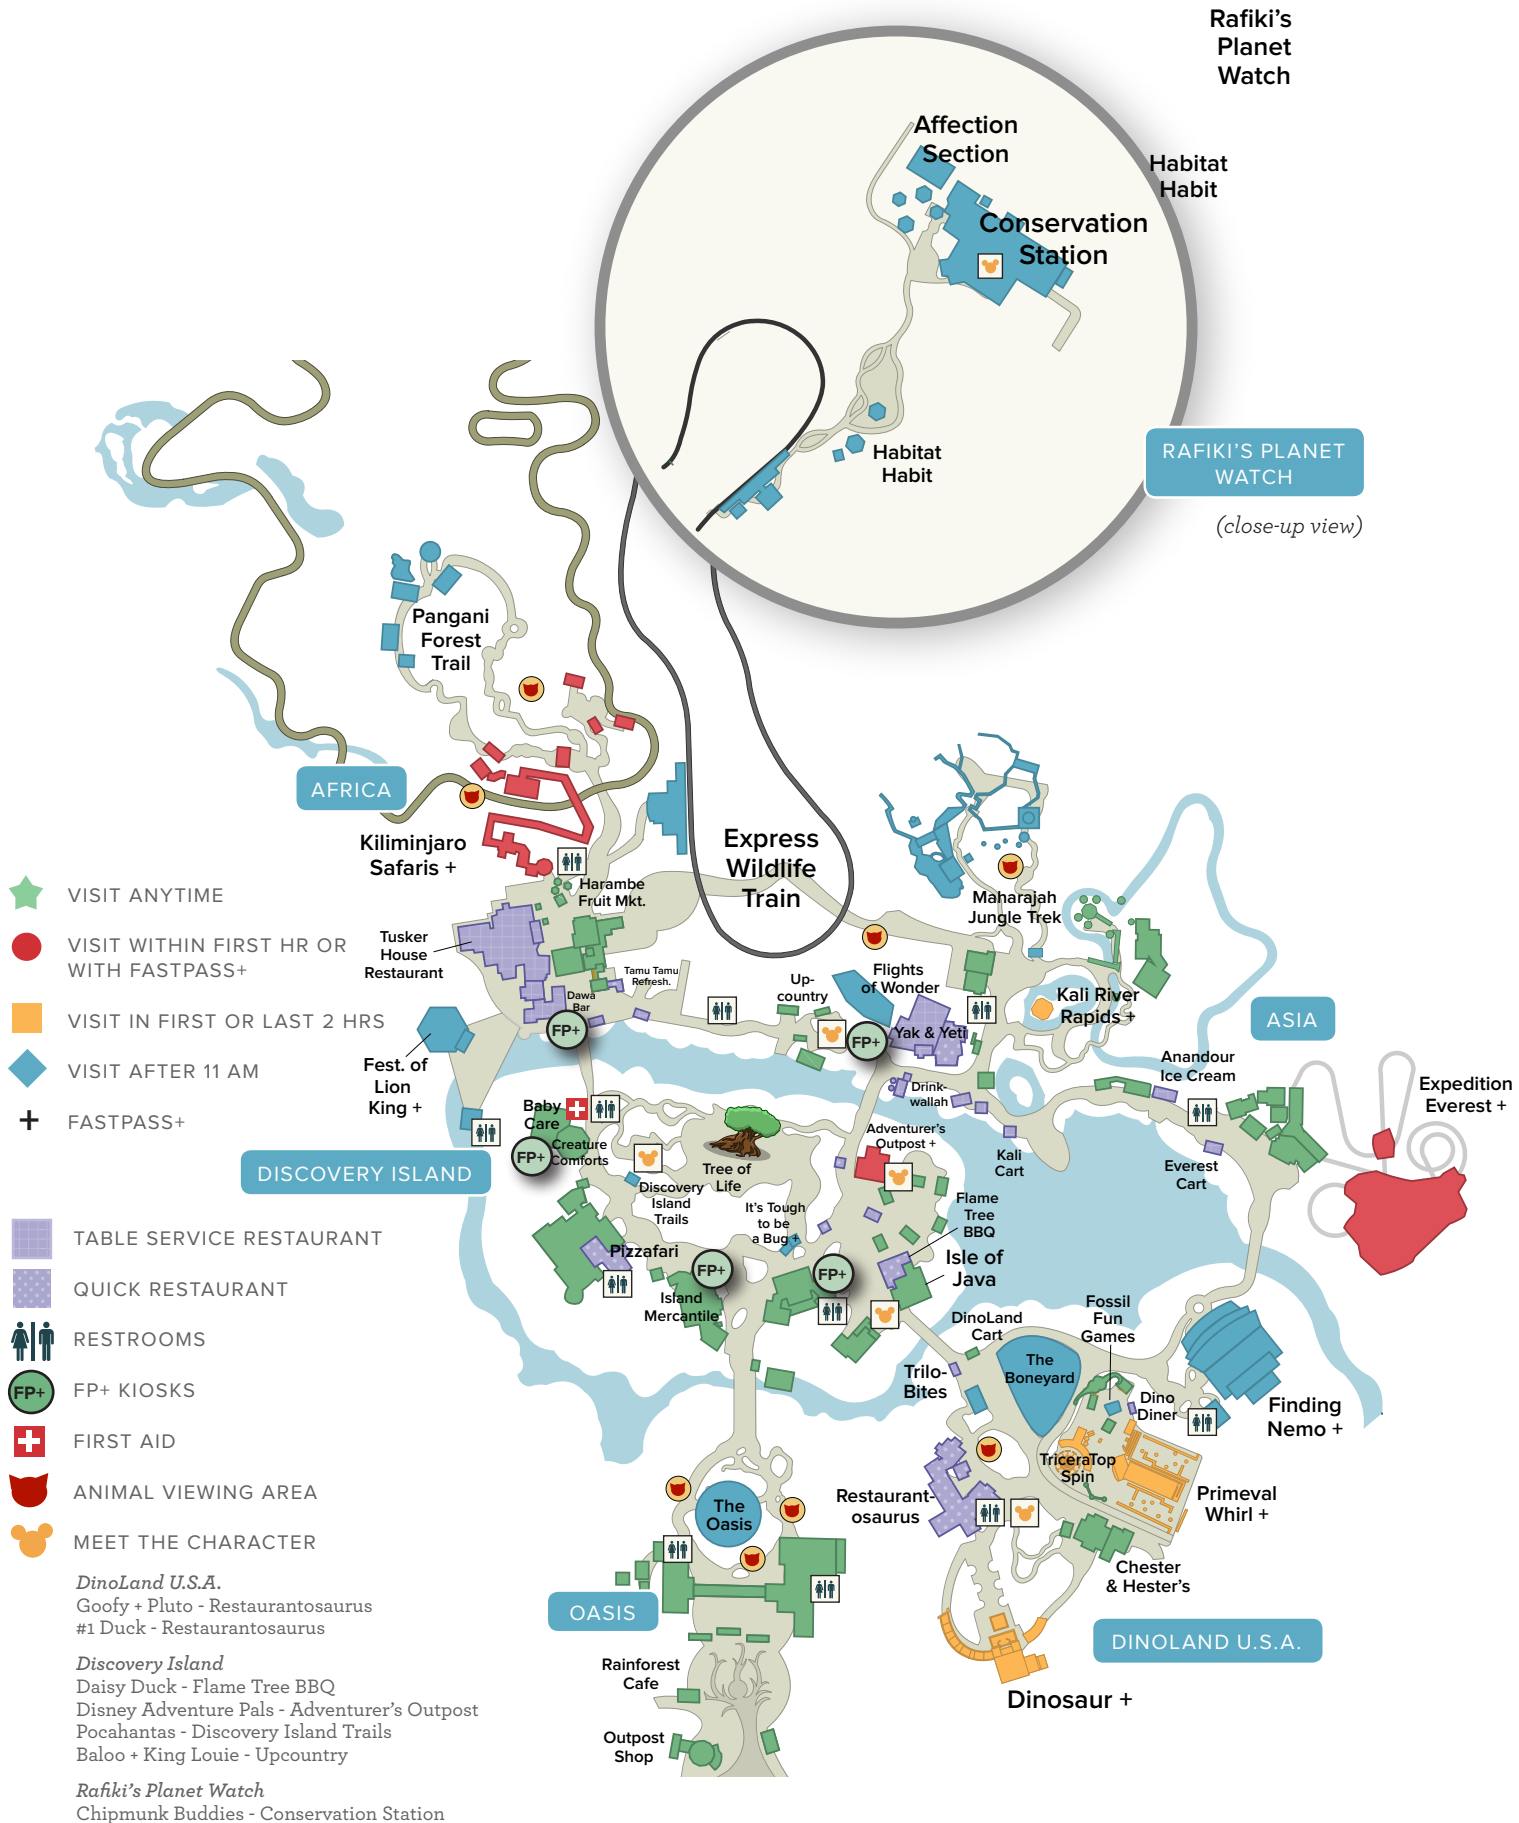 Rafiki's
Planet
Watch
Affection
Section
Habitat
Habit
Conservation
Station
Habitat
Habit
RAFIKI'S PLANET
WATCH
(close-up view)
Pangani
Forest
Trail
AFRICA
Kiliminjaro
Safaris +
Express
Wildlife
Train
Harambe
Fruit Mkt.
Maharajah
Jungle Trek
Tusker
House
Restaurant
Tamu Tamu
Refresh.
Dawa
Bar
FP+
Up-
country
Flights
of Wonder
FP+
Yak & Yeti
Kali River
Rapids +
ASIA
Fest. of
Lion
King +
Drink-
wallah
Anandour
Ice Cream
Expedition
Everest +
Baby
Care
FP+
Creature
Comforts
Adventurer's
Outpost +
Kali
Cart
Everest
Cart
DISCOVERY ISLAND
Tree of
Life
Discovery
Island
Trails
It's Tough
to be
a Bug +
Flame
Tree
BBQ
Pizzafari
FP+
FP+
Isle of
Java
Island
Mercantile
DinoLand
Cart
Fossil
Fun
Games
Trilo-
Bites
The
Boneyard
Dino
Diner
Finding
Nemo +
TriceraTop
Spin
Restaurant-
osaurus
Primeval
Whirl +
The
Oasis
Chester
& Hester's
OASIS
DINOLAND U.S.A.
Rainforest
Cafe
Dinosaur +
Outpost
Shop
VISIT ANYTIME
VISIT WITHIN FIRST HR OR
WITH FASTPASS+
VISIT IN FIRST OR LAST 2 HRS
VISIT AFTER 11 AM
+ FASTPASS+
TABLE SERVICE RESTAURANT
QUICK RESTAURANT
RESTROOMS
FP+ FP+ KIOSKS
FIRST AID
ANIMAL VIEWING AREA
MEET THE CHARACTER
DinoLand U.S.A.
Goofy + Pluto - Restaurantosaurus
#1 Duck - Restaurantosaurus
Discovery Island
Daisy Duck - Flame Tree BBQ
Disney Adventure Pals - Adventurer's Outpost
Pocahantas - Discovery Island Trails
Baloo + King Louie - Upcountry
Rafiki's Planet Watch
Chipmunk Buddies - Conservation Station